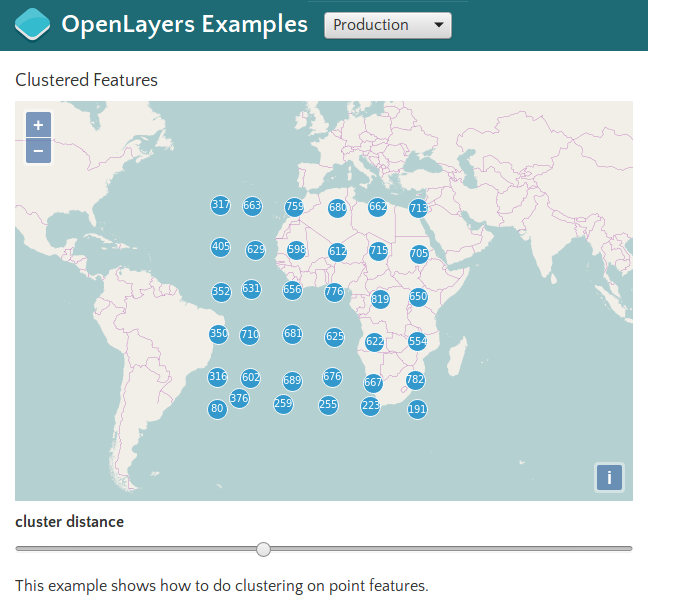 OpenLayers Examples Production
Clustered Features
+
−
317 663 759 680 662 713
405 629 598 612 715 705
352 631 656 776 819 650
350 710 681 625 622 554
316 602 689 676 667 782
80 376 259 255 223 191
i
cluster distance
This example shows how to do clustering on point features.